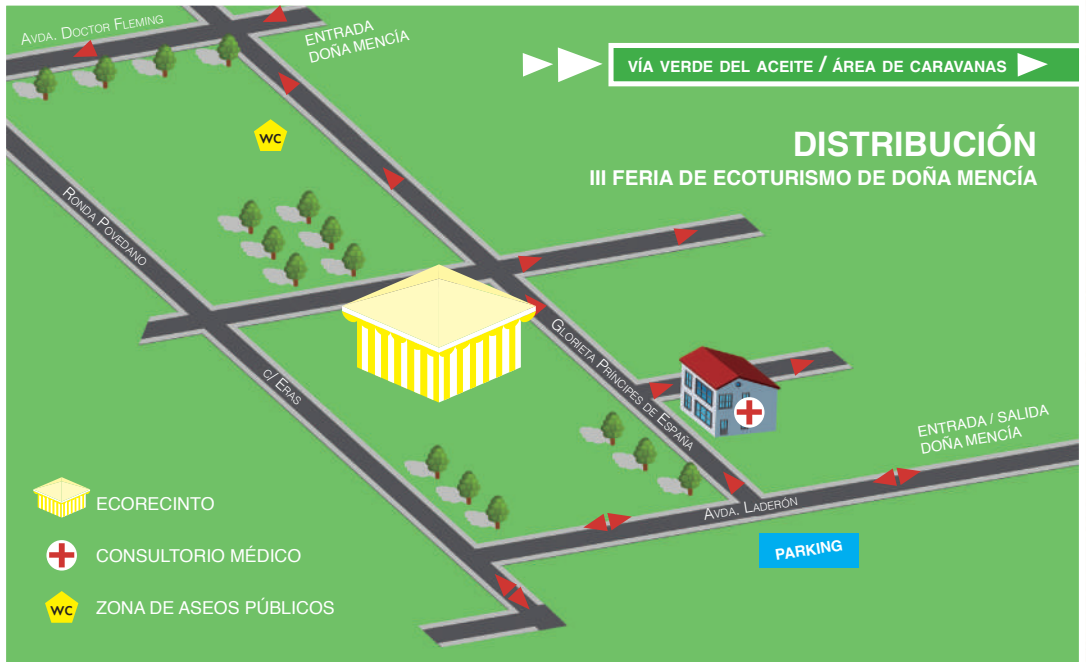 AVDA. DOCTOR FLEMING
ENTRADA
DOÑA MENCÍA
VÍA VERDE DEL ACEITE / ÁREA DE CARAVANAS
DISTRIBUCIÓN
III FERIA DE ECOTURISMO DE DOÑA MENCÍA
WC
RONDA POVEDANO
GLORIETA PRINCIPES DE ESPAÑA
C/ ERAS
ENTRADA / SALIDA
DOÑA MENCÍA
AVDA. LADERÓN
PARKING
ECORECINTO
CONSULTORIO MÉDICO
WC ZONA DE ASEOS PÚBLICOS